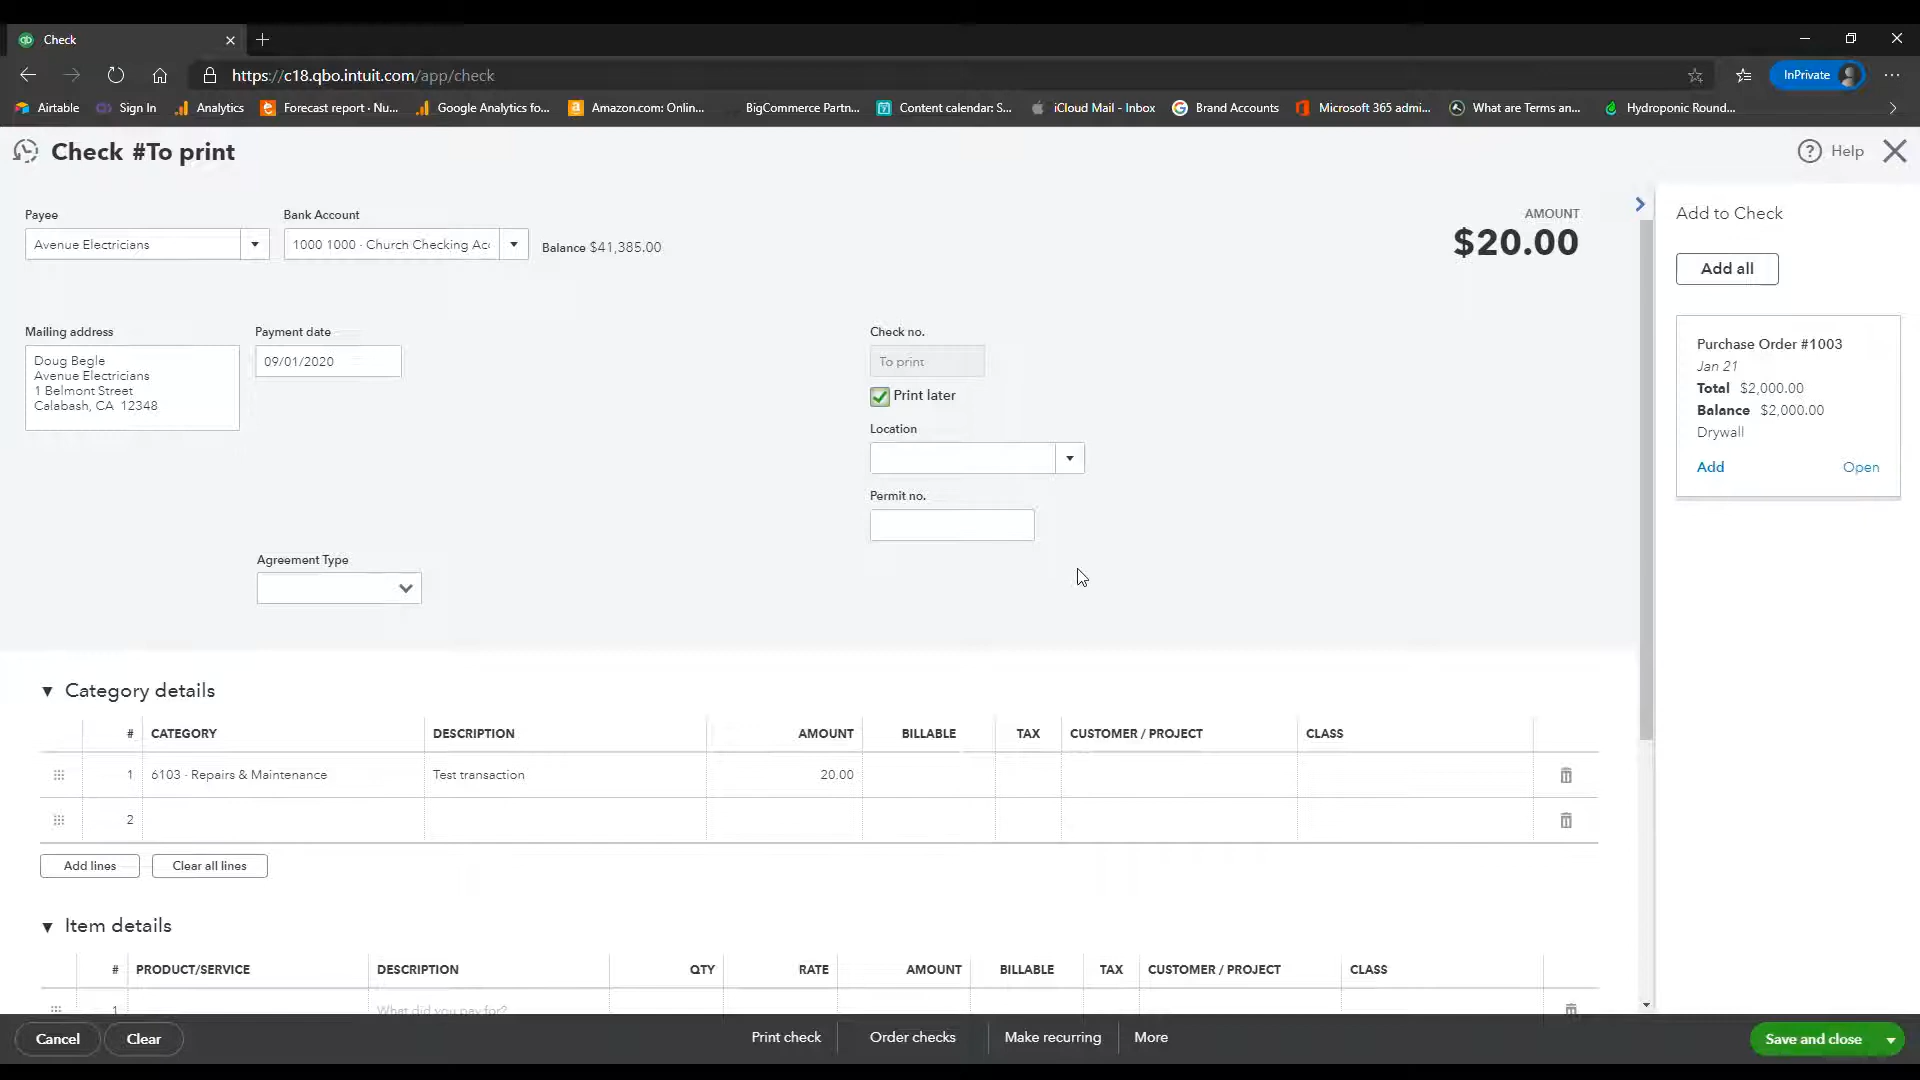 Check
https://c18.qbo.intuit.com/app/check
InPrivate
Airtable
Sign In
Analytics
Forecast report · Nu...
Google Analytics fo...
Amazon.com: Onlin...
BigCommerce Partn...
Content calendar: S...
iCloud Mail - Inbox
Brand Accounts
Microsoft 365 admi...
What are Terms an...
Hydroponic Round...
Check #To print
Help
Payee
Bank Account
Avenue Electricians
1000 1000 · Church Checking Ac
Balance $41,385.00
AMOUNT
$20.00
Mailing address
Payment date
Doug Begle
Avenue Electricians
1 Belmont Street
Calabash, CA 12348
09/01/2020
Check no.
To print
Print later
Location
Permit no.
Agreement Type
Add to Check
Add all
Purchase Order #1003
Jan 21
Total $2,000.00
Balance $2,000.00
Drywall
Add Open
Category details
# CATEGORY DESCRIPTION AMOUNT BILLABLE TAX CUSTOMER / PROJECT CLASS
1 6103 · Repairs & Maintenance Test transaction 20.00
2
Add lines Clear all lines
Item details
# PRODUCT/SERVICE DESCRIPTION QTY RATE AMOUNT BILLABLE TAX CUSTOMER / PROJECT CLASS
1 What did you pay for?
Cancel Clear Print check Order checks Make recurring More Save and close